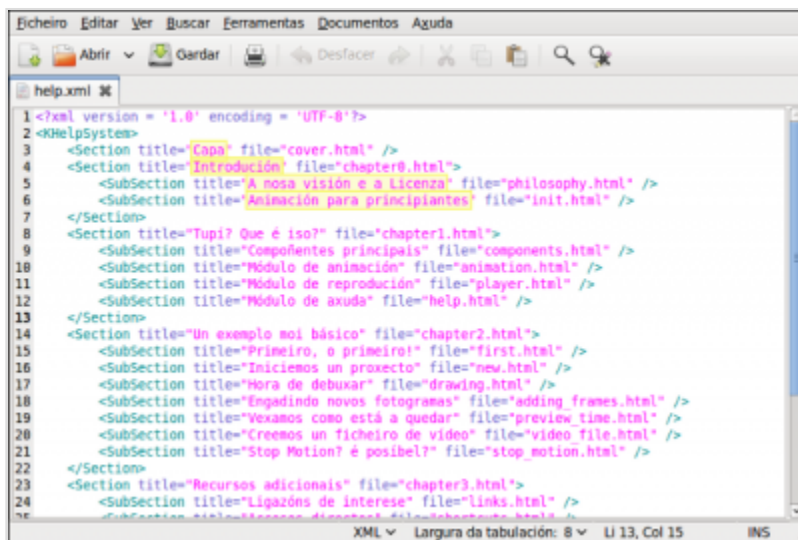 Ficheiro Editar Ver Buscar Ferramentas Documentos Axuda
Abrir Gardar Desfacer
help.xml
1 <?xml version = '1.0' encoding = 'UTF-8'?>
2 <KHelpSystem>
3 <Section title="Capa" file="cover.html" />
4 <Section title="Introdución" file="chapter0.html">
5 <SubSection title="A nosa visión e a Licenza" file="philosophy.html" />
6 <SubSection title="Animación para principiantes" file="init.html" />
7 </Section>
8 <Section title="Tupi? Que é iso?" file="chapter1.html">
9 <SubSection title="Compoñentes principais" file="components.html" />
10 <SubSection title="Módulo de animación" file="animation.html" />
11 <SubSection title="Módulo de reprodución" file="player.html" />
12 <SubSection title="Módulo de axuda" file="help.html" />
13 </Section>
14 <Section title="Un exemplo moi básico" file="chapter2.html">
15 <SubSection title="Primeiro, o primeiro!" file="first.html" />
16 <SubSection title="Iniciemos un proxecto" file="new.html" />
17 <SubSection title="Hora de debuxar" file="drawing.html" />
18 <SubSection title="Engadindo novos fotogramas" file="adding_frames.html" />
19 <SubSection title="Vexamos como está a quedar" file="preview_time.html" />
20 <SubSection title="Creemos un ficheiro de vídeo" file="video_file.html" />
21 <SubSection title="Stop Motion? é posíbel?" file="stop_motion.html" />
22 </Section>
23 <Section title="Recursos adicionais" file="chapter3.html">
24 <SubSection title="Ligazóns de interese" file="links.html" />
XML Largura da tabulación: 8 Li 13, Col 15 INS